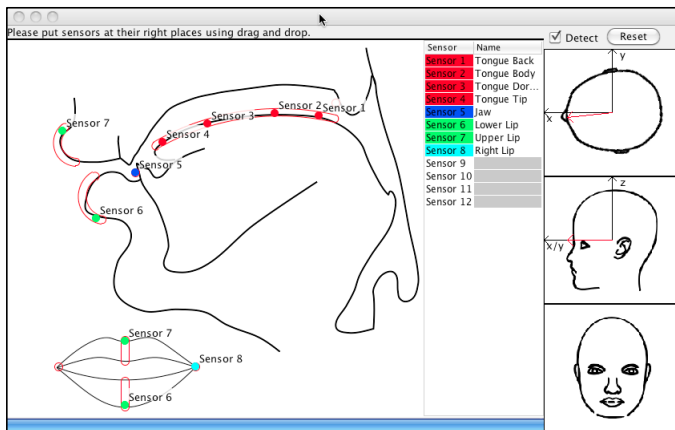 Please put sensors at their right places using drag and drop.
Detect Reset
Sensor Name
Sensor 1 Tongue Back
Sensor 2 Tongue Body
Sensor 3 Tongue Dor...
Sensor 4 Tongue Tip
Sensor 5 Jaw
Sensor 6 Lower Lip
Sensor 7 Upper Lip
Sensor 8 Right Lip
Sensor 9
Sensor 10
Sensor 11
Sensor 12
Sensor 7
Sensor 4
Sensor 3
Sensor 2
Sensor 1
Sensor 5
Sensor 6
Sensor 7
Sensor 8
Sensor 6
y
x
z
x/y